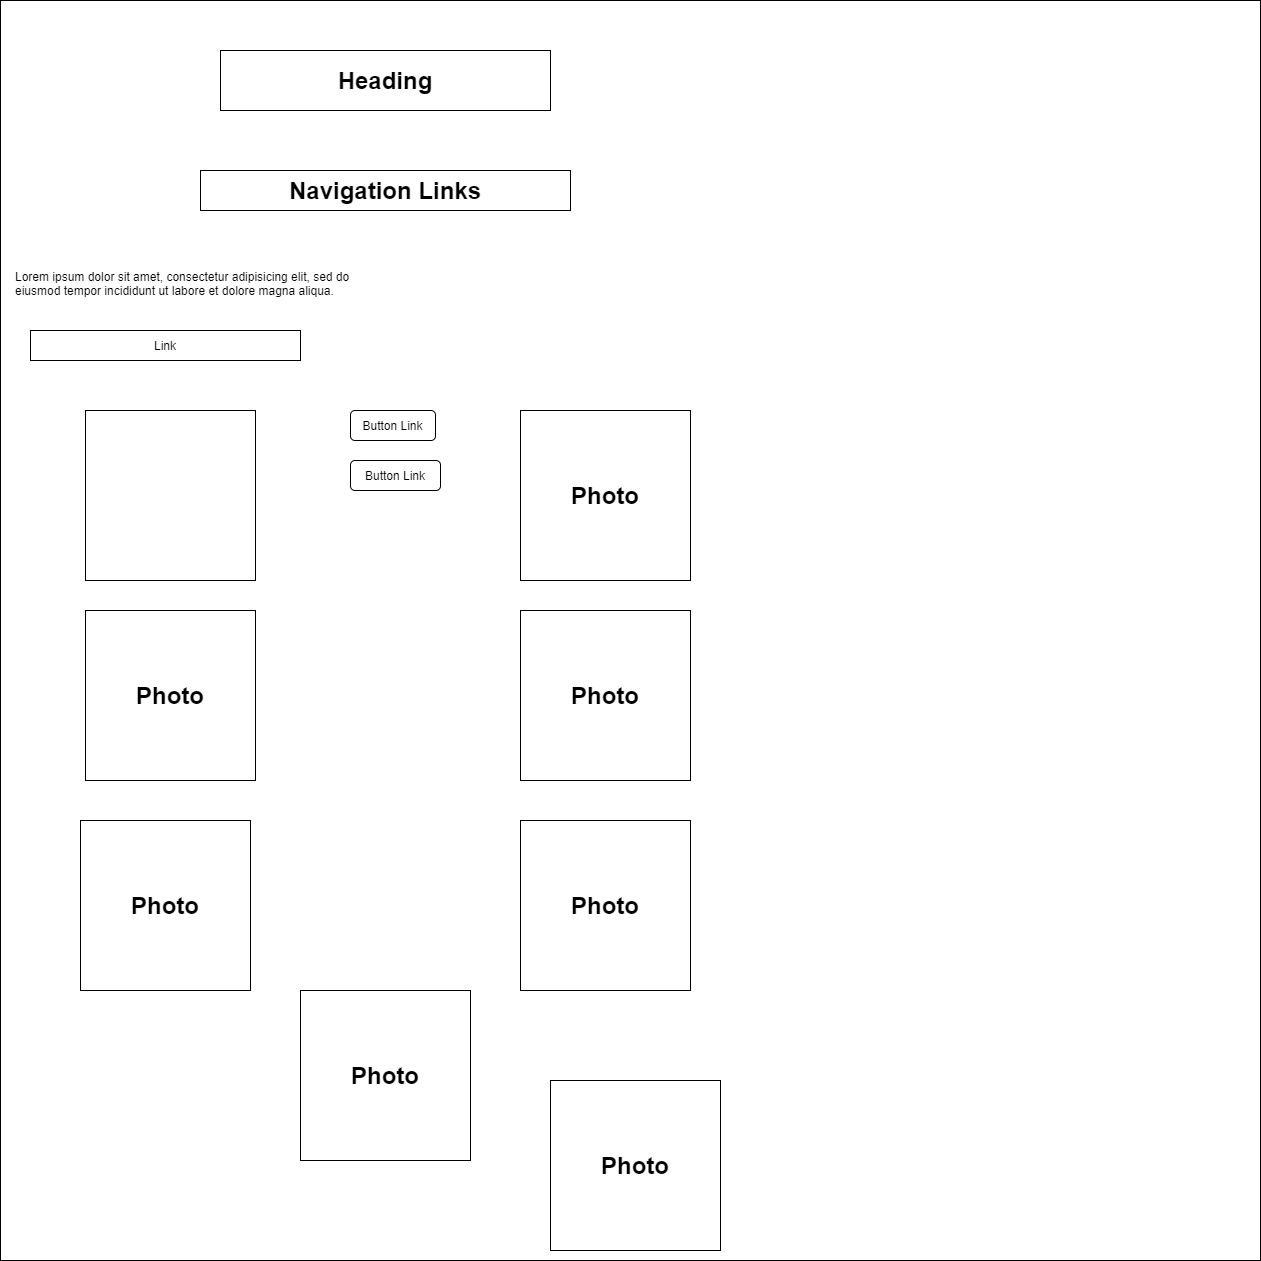 Heading
Navigation Links
Lorem ipsum dolor sit amet, consectetur adipisicing elit, sed do
eiusmod tempor incididunt ut labore et dolore magna aliqua.
Link
Button Link
Button Link
Photo
Photo
Photo
Photo
Photo
Photo
Photo